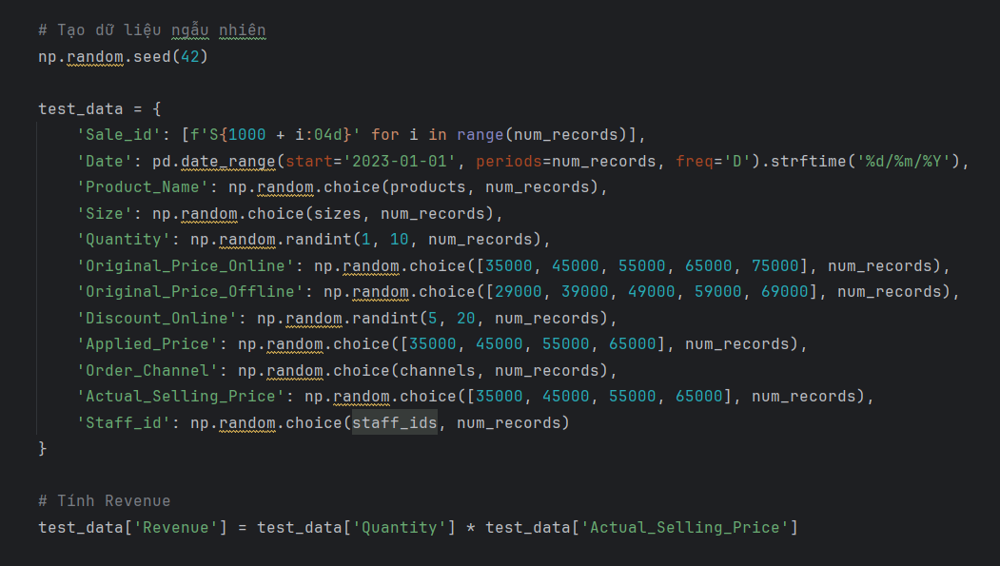 # Tạo dữ liệu ngẫu nhiên
np.random.seed(42)
test_data = {
    'Sale_id': [f'S{1000 + i:04d}' for i in range(num_records)],
    'Date': pd.date_range(start='2023-01-01', periods=num_records, freq='D').strftime('%d/%m/%Y'),
    'Product_Name': np.random.choice(products, num_records),
    'Size': np.random.choice(sizes, num_records),
    'Quantity': np.random.randint(1, 10, num_records),
    'Original_Price_Online': np.random.choice([35000, 45000, 55000, 65000, 75000], num_records),
    'Original_Price_Offline': np.random.choice([29000, 39000, 49000, 59000, 69000], num_records),
    'Discount_Online': np.random.randint(5, 20, num_records),
    'Applied_Price': np.random.choice([35000, 45000, 55000, 65000], num_records),
    'Order_Channel': np.random.choice(channels, num_records),
    'Actual_Selling_Price': np.random.choice([35000, 45000, 55000, 65000], num_records),
    'Staff_id': np.random.choice(staff_ids, num_records)
}
# Tính Revenue
test_data['Revenue'] = test_data['Quantity'] * test_data['Actual_Selling_Price']